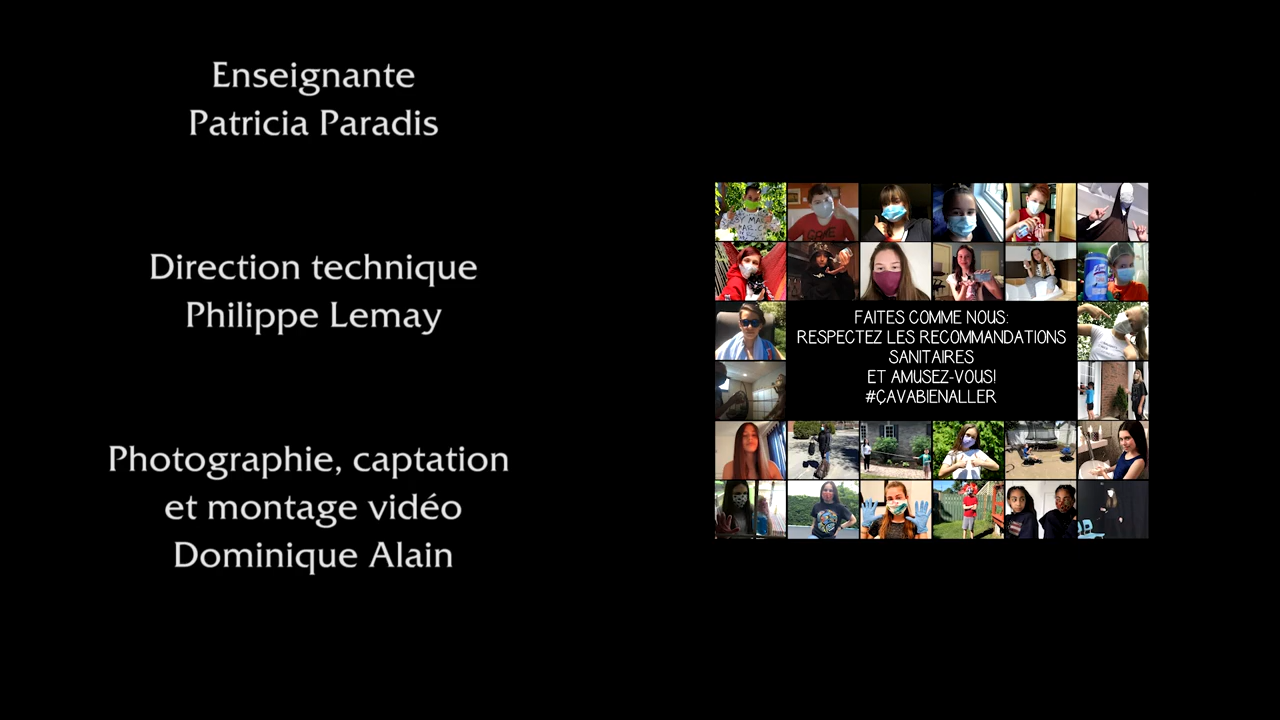 Enseignante
Patricia Paradis
Direction technique
Philippe Lemay
Photographie, captation
et montage vidéo
Dominique Alain
FAITES COMME NOUS:
RESPECTEZ LES RECOMMANDATIONS
SANITAIRES
ET AMUSEZ-VOUS!
#ÇAVABIENALLER